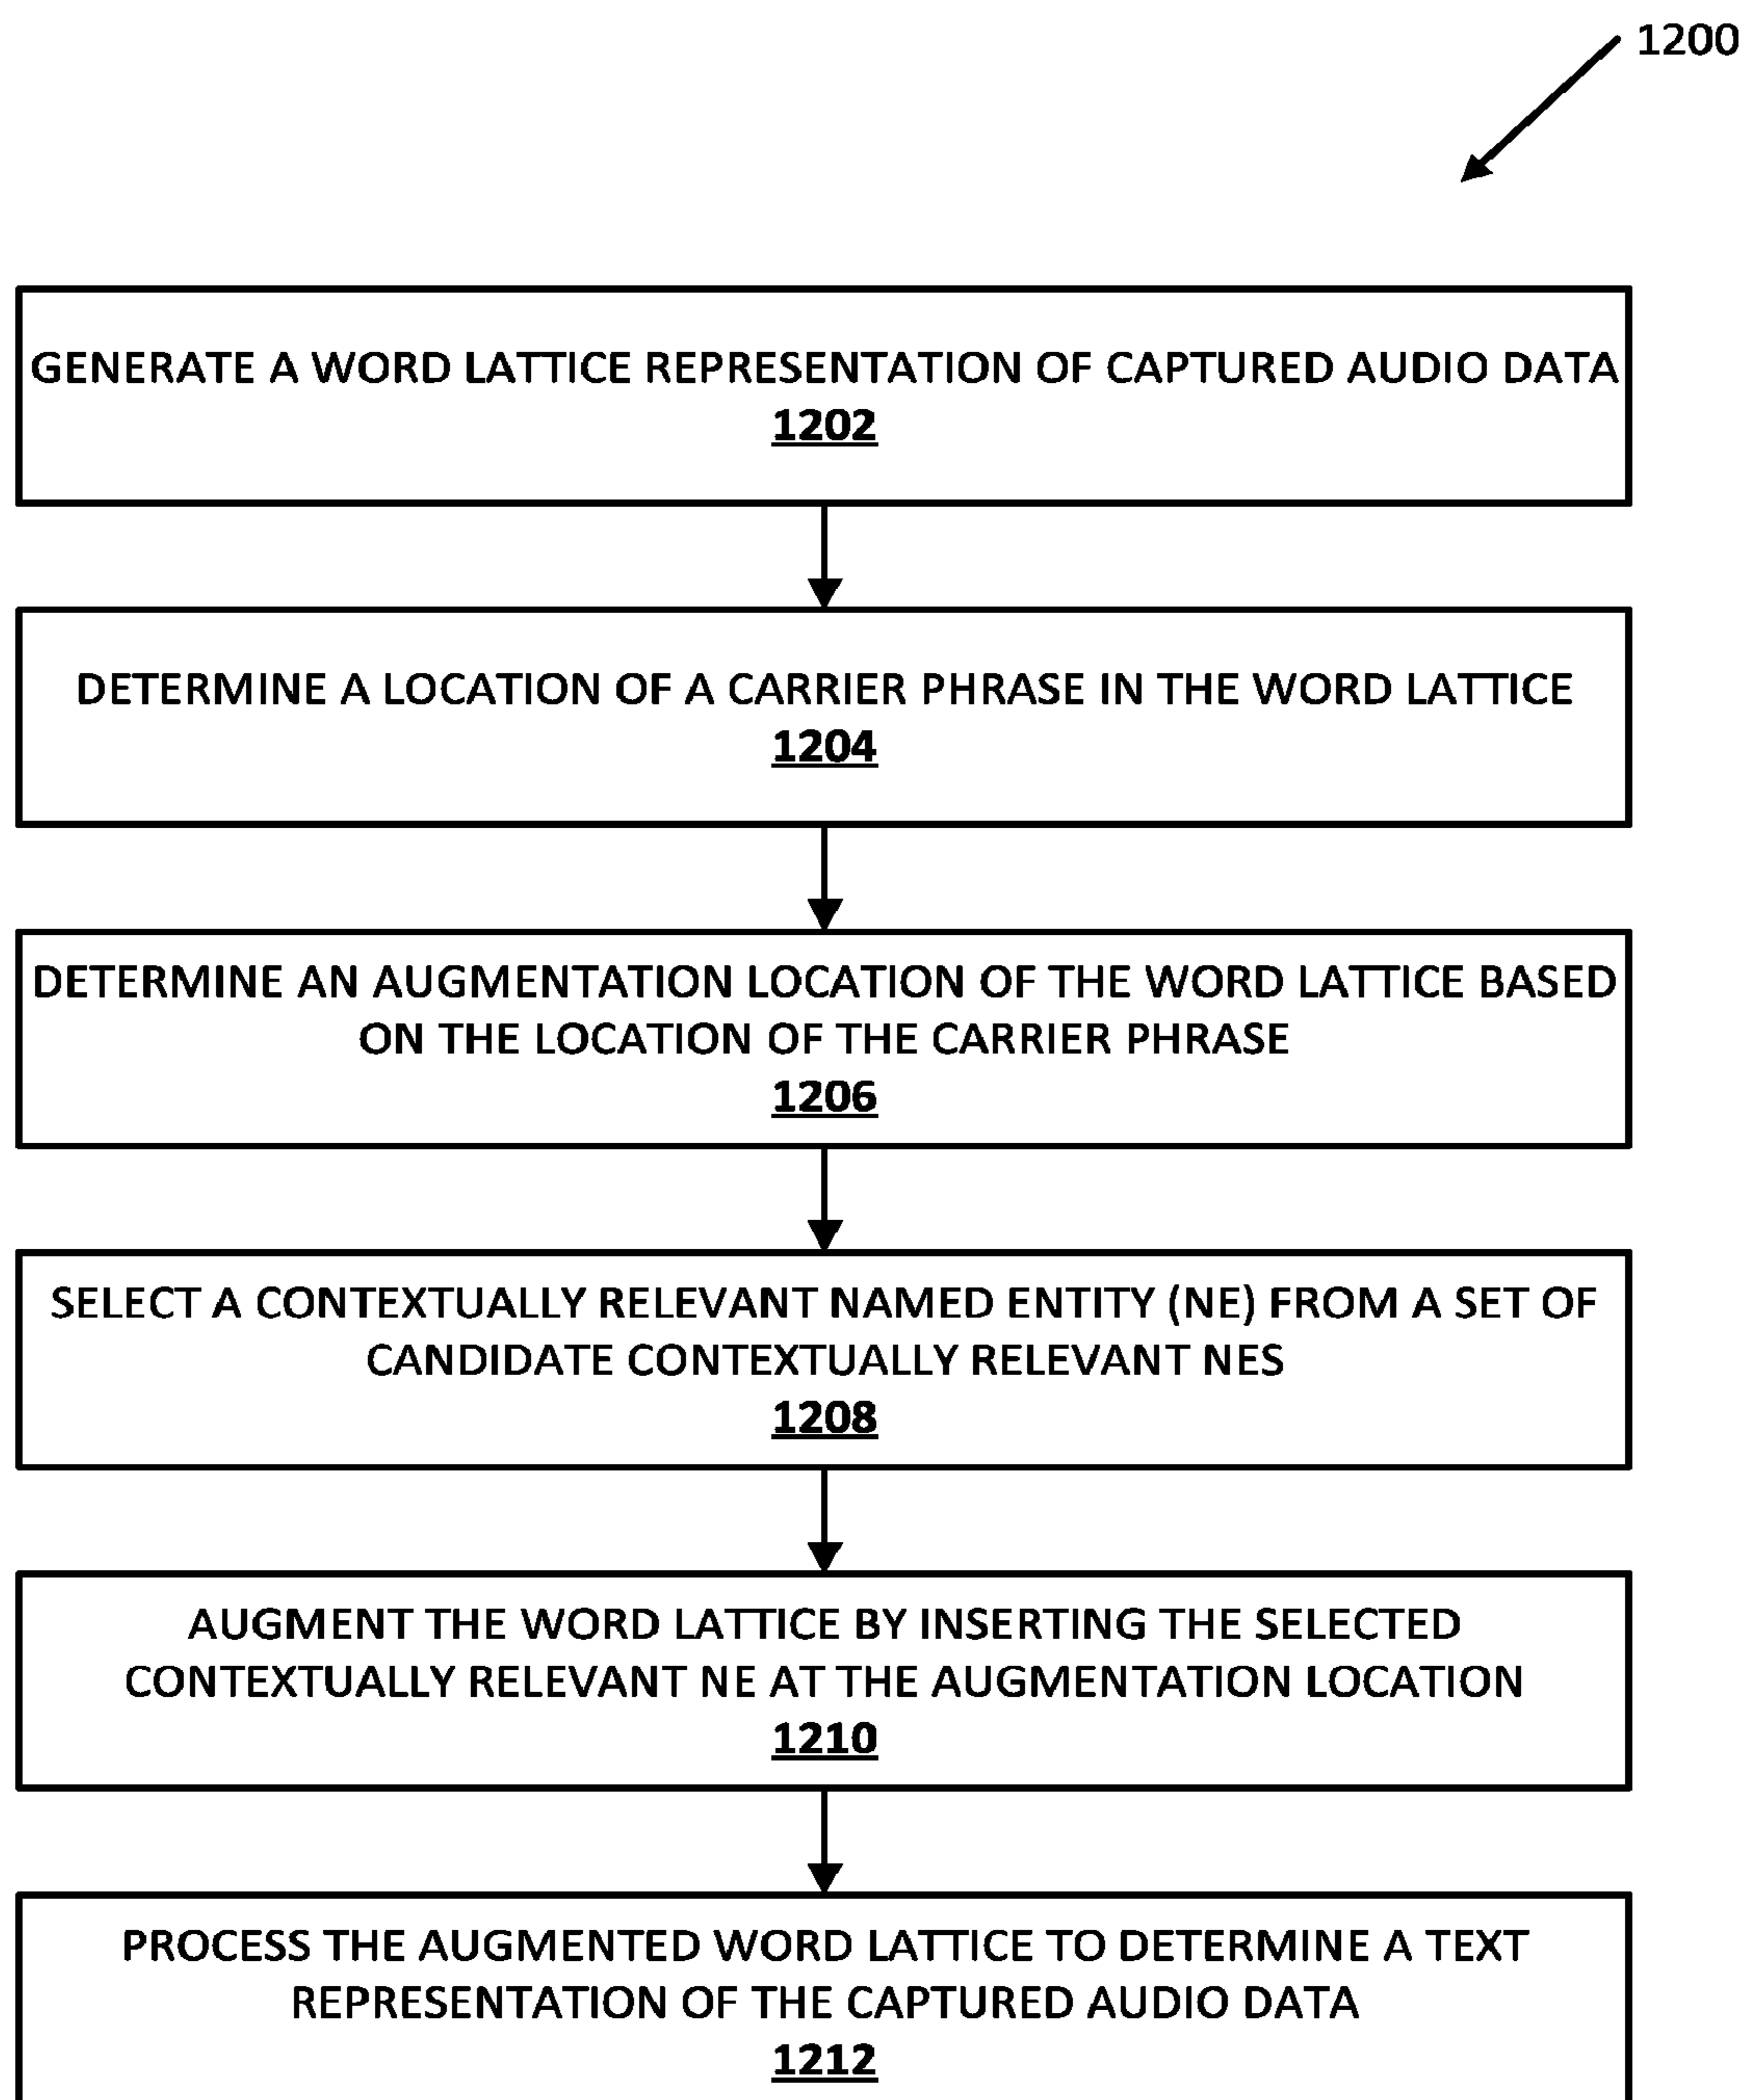 1200
GENERATE A WORD LATTICE REPRESENTATION OF CAPTURED AUDIO DATA
1202
DETERMINE A LOCATION OF A CARRIER PHRASE IN THE WORD LATTICE
1204
DETERMINE AN AUGMENTATION LOCATION OF THE WORD LATTICE BASED
ON THE LOCATION OF THE CARRIER PHRASE
1206
SELECT A CONTEXTUALLY RELEVANT NAMED ENTITY (NE) FROM A SET OF
CANDIDATE CONTEXTUALLY RELEVANT NES
1208
AUGMENT THE WORD LATTICE BY INSERTING THE SELECTED
CONTEXTUALLY RELEVANT NE AT THE AUGMENTATION LOCATION
1210
PROCESS THE AUGMENTED WORD LATTICE TO DETERMINE A TEXT
REPRESENTATION OF THE CAPTURED AUDIO DATA
1212